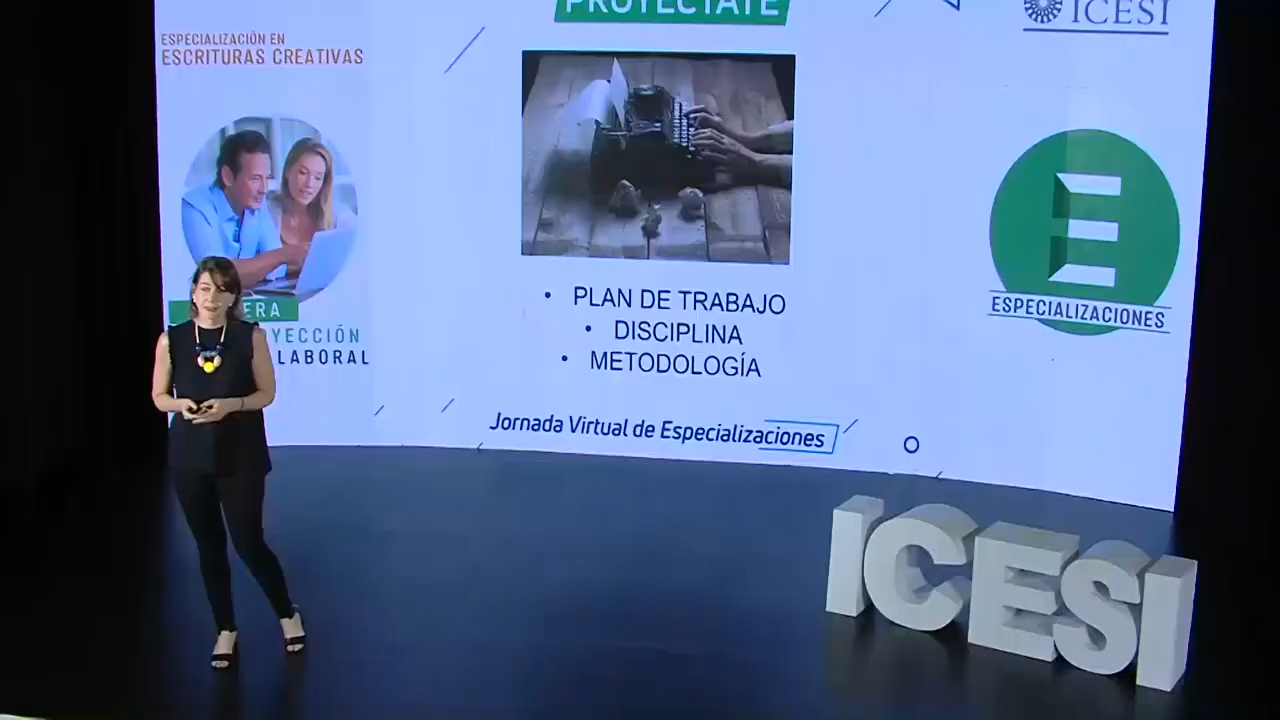 PROYÉCTATE
ICESI
ESPECIALIZACIÓN EN
ESCRITURAS CREATIVAS
ERA
YECCIÓN
LABORAL
• PLAN DE TRABAJO
• DISCIPLINA
• METODOLOGÍA
E
ESPECIALIZACIONES
Jornada Virtual de Especializaciones
ICESI